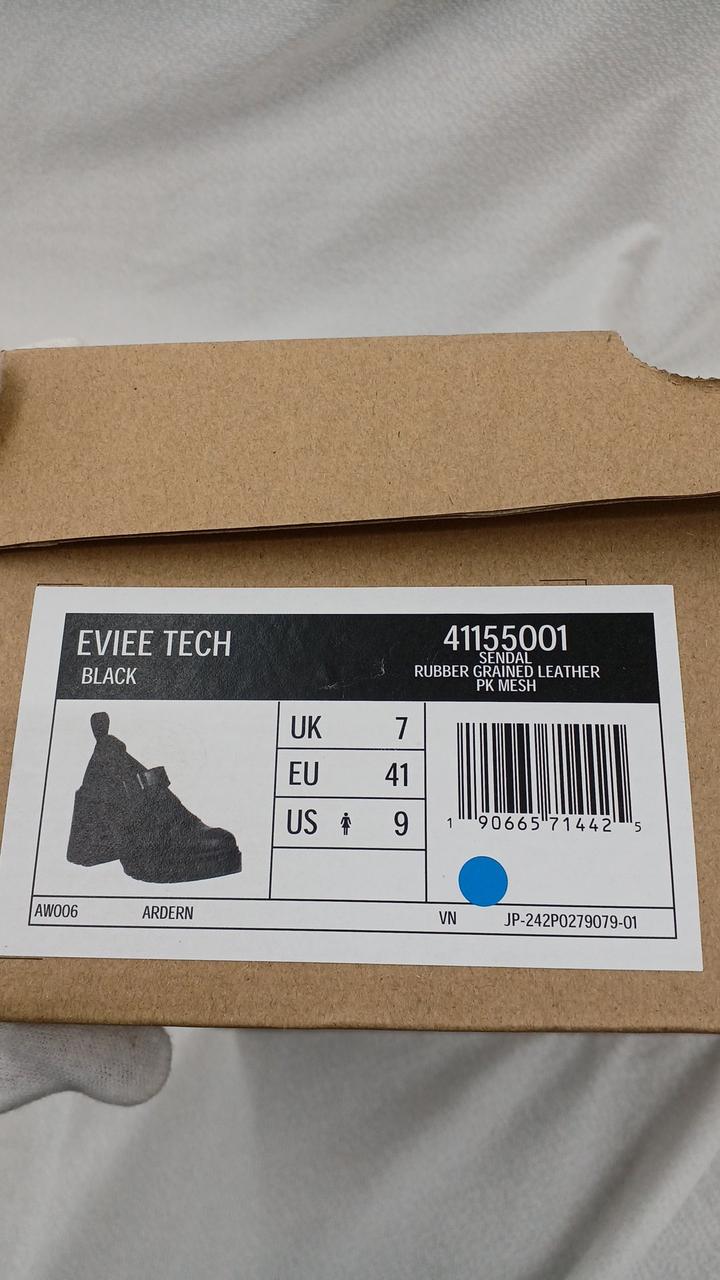 EVIEE TECH
BLACK
41155001
SENDAL
RUBBER GRAINED LEATHER
PK MESH
UK 7
EU 41
US 9
1 90665 71442 5
AW006 ARDERN VN JP-242P0279079-01